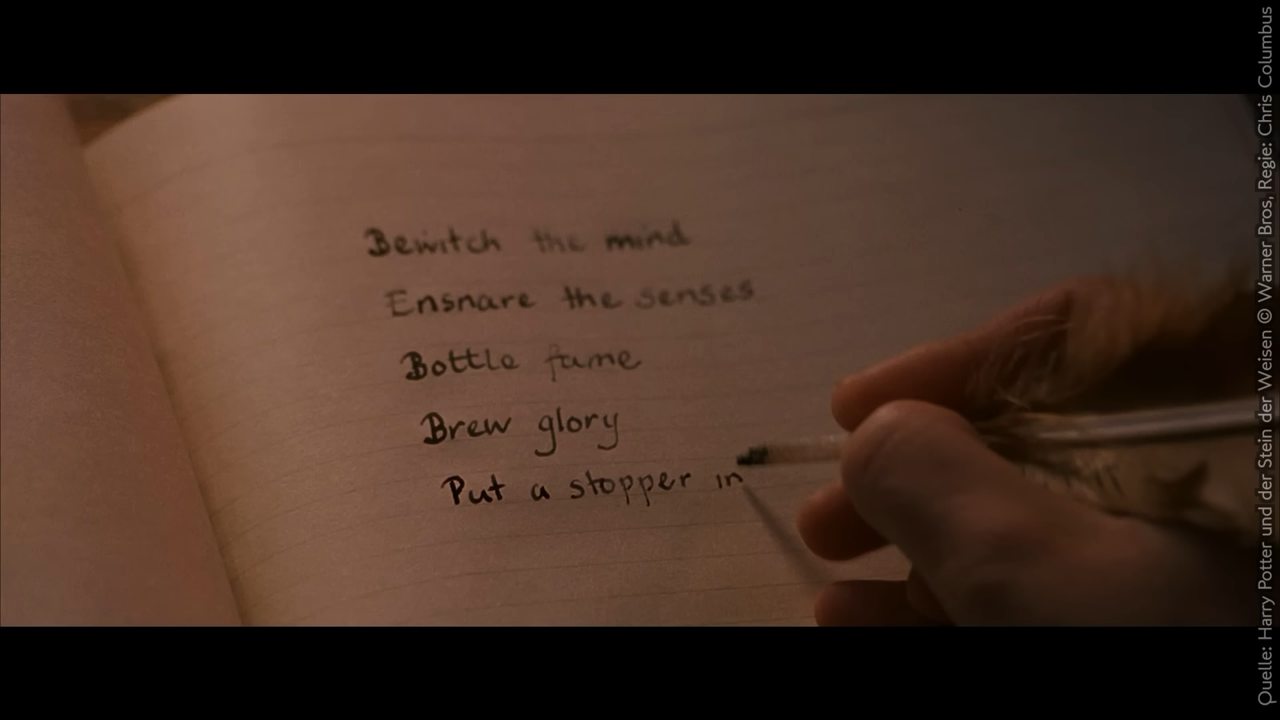 Bewitch the mind
Ensnare the senses
Bottle fame
Brew glory
Put a stopper in
Quelle: Harry Potter und der Stein der Weisen © Warner Bros, Regie: Chris Columbus